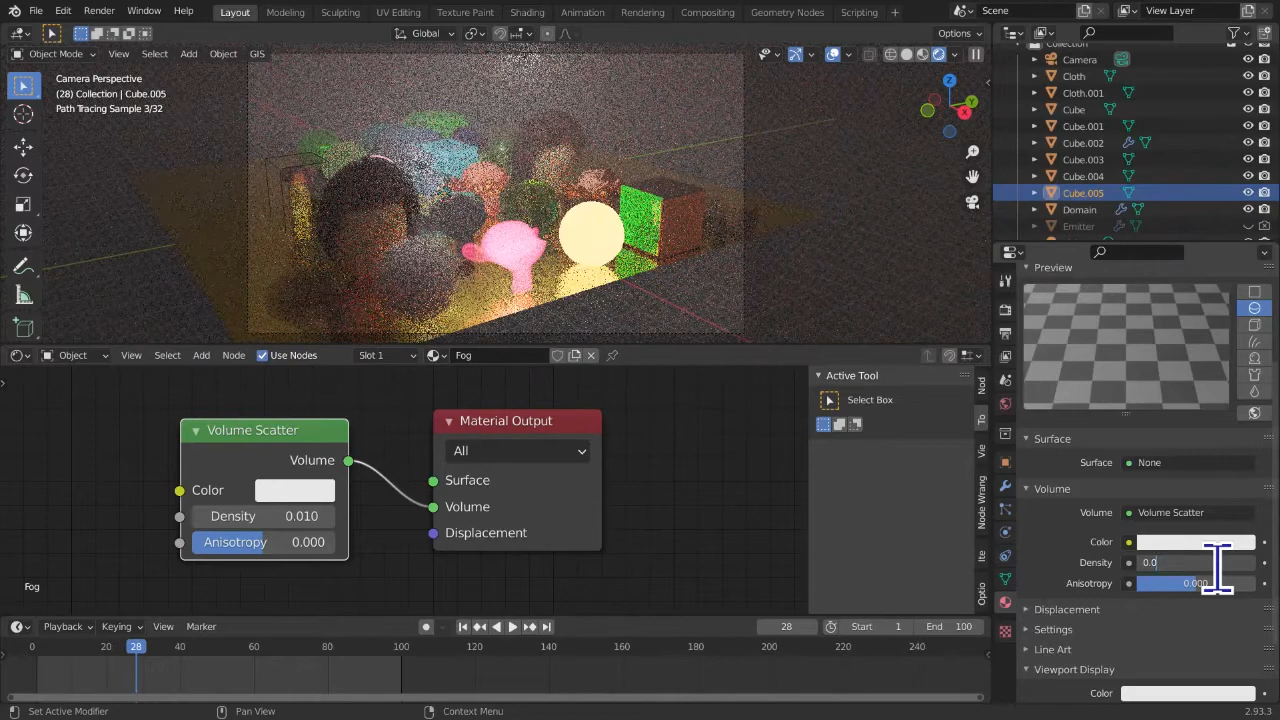 File Edit Render Window Help Layout Modeling Sculpting UV Editing Texture Paint Shading Animation Rendering Compositing Geometry Nodes Scripting + Scene View Layer
Global Options
Object Mode View Select Add Object GIS
Camera Perspective
(28) Collection | Cube.005
Path Tracing Sample 3/32
Z
Y
X
Collection
Camera
Cloth
Cloth.001
Cube
Cube.001
Cube.002
Cube.003
Cube.004
Cube.005
Domain
Emitter
Object View Select Add Node Use Nodes Slot 1 Fog
Volume Scatter
Volume
Color
Density 0.010
Anisotropy 0.000
Material Output
All
Surface
Volume
Displacement
Fog
Active Tool
Select Box
Nod
To
Vie
Node Wrang
Ite
Optio
Preview
Surface
Surface None
Volume
Volume Volume Scatter
Color
Density 0.0
Anisotropy 0.000
Displacement
Settings
Line Art
Viewport Display
Color
Playback Keying View Marker 28 Start 1 End 100
0 28 40 60 80 100 120 140 160 180 200 220 240
Set Active Modifier Pan View Context Menu 2.93.3